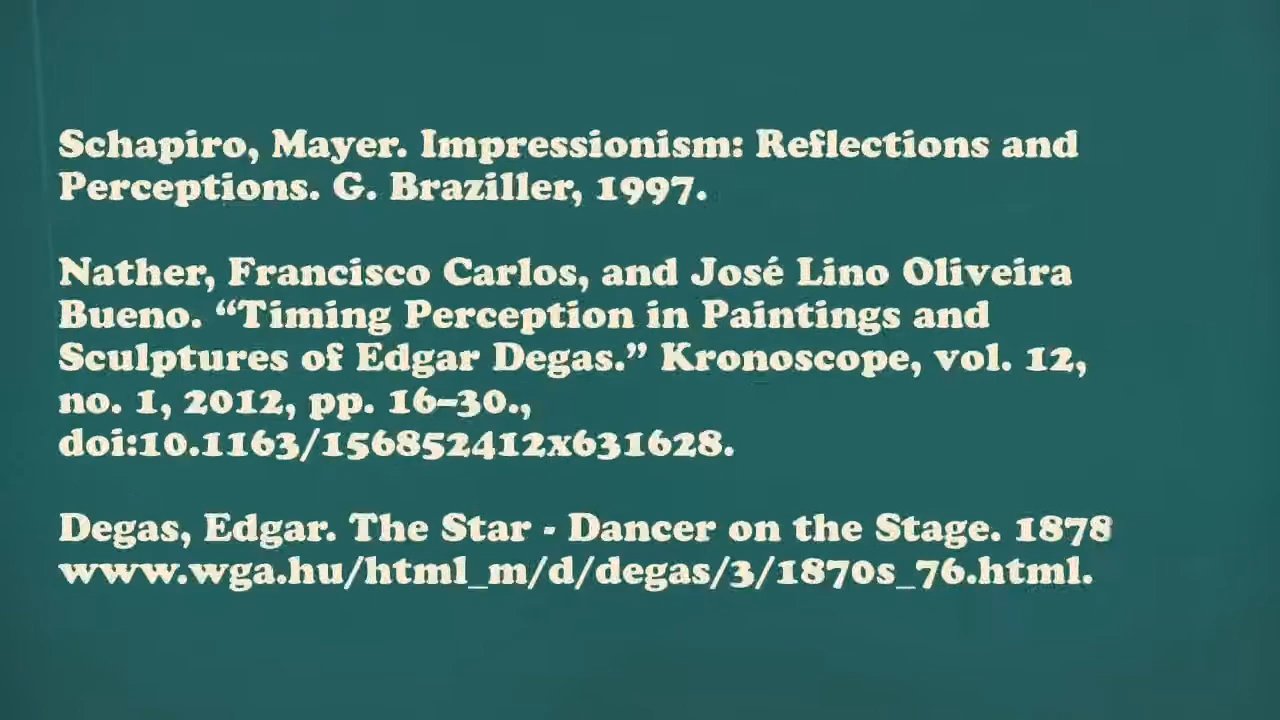 Schapiro, Mayer. Impressionism: Reflections and
Perceptions. G. Braziller, 1997.
Nather, Francisco Carlos, and José Lino Oliveira
Bueno. “Timing Perception in Paintings and
Sculptures of Edgar Degas.” Kronoscope, vol. 12,
no. 1, 2012, pp. 16–30.,
doi:10.1163/156852412x631628.
Degas, Edgar. The Star - Dancer on the Stage. 1878
www.wga.hu/html_m/d/degas/3/1870s_76.html.